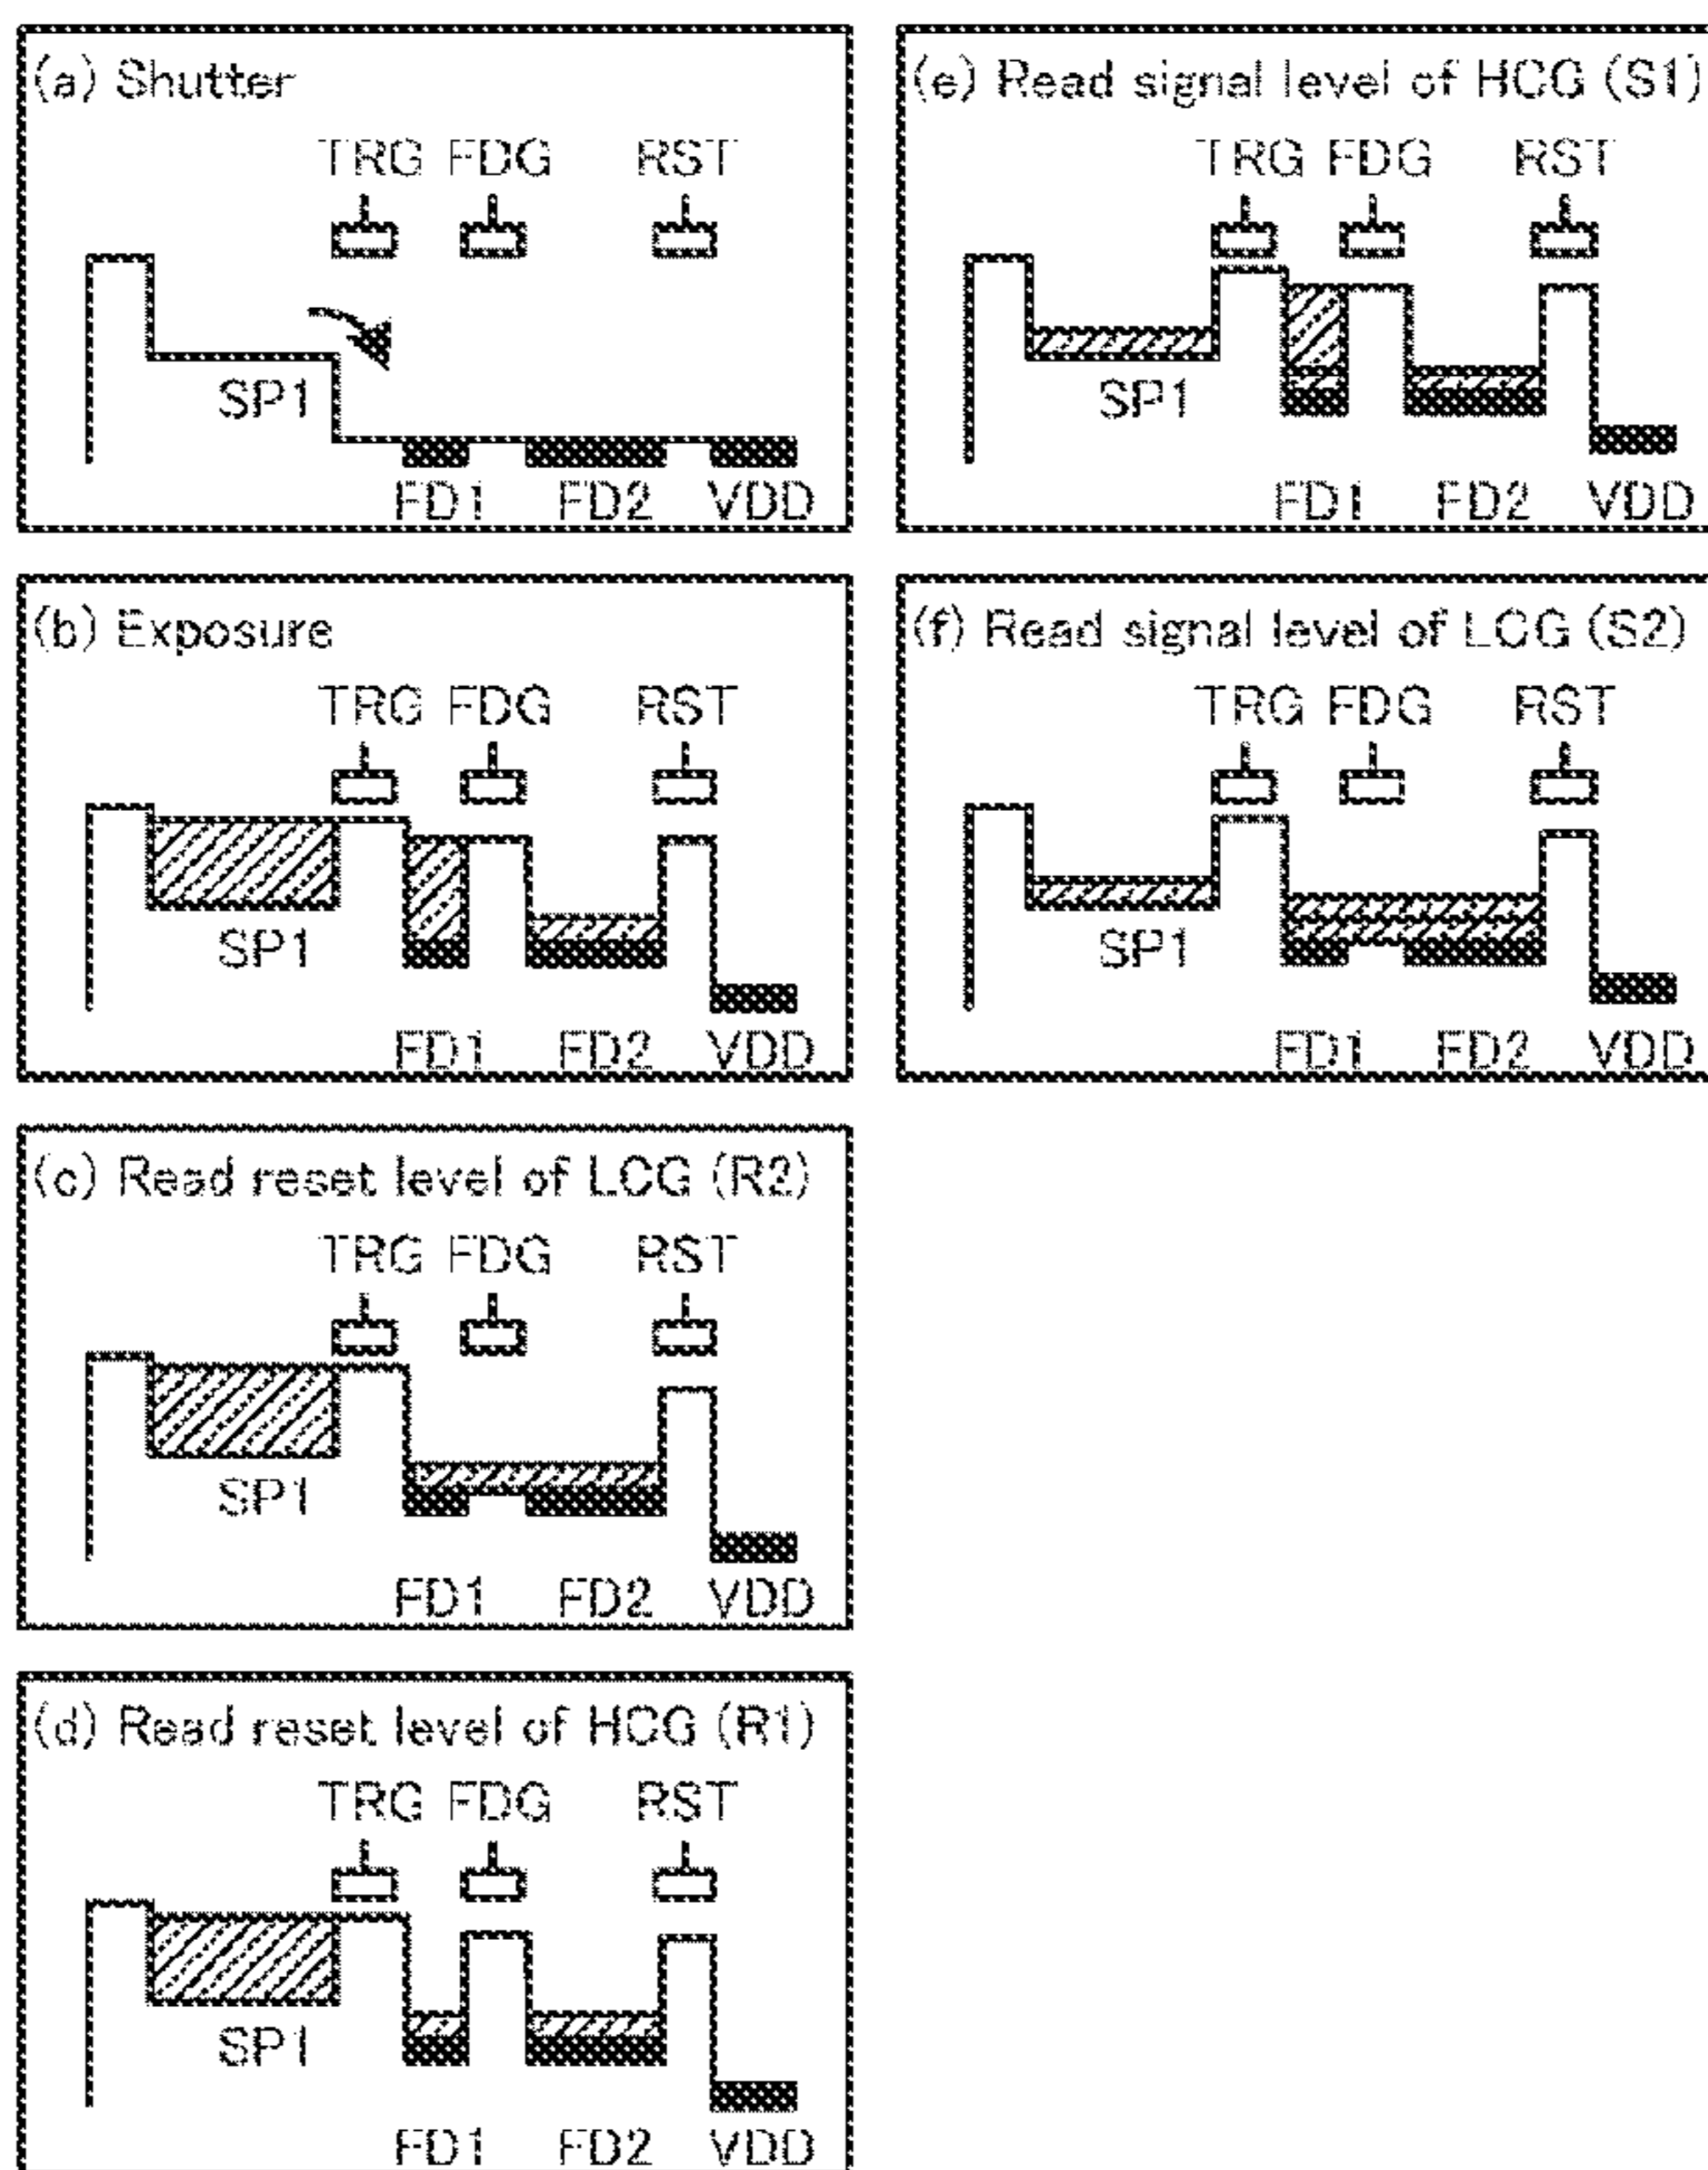 (a) Shutter
TRG FDG RST
SP1
FD1 FD2 VDD
(b) Exposure
TRG FDG RST
SP1
FD1 FD2 VDD
(c) Read reset level of LCG (R2)
TRG FDG RST
SP1
FD1 FD2 VDD
(d) Read reset level of HCG (R1)
TRG FDG RST
SP1
FD1 FD2 VDD
(e) Read signal level of HCG (S1)
TRG FDG RST
SP1
FD1 FD2 VDD
(f) Read signal level of LCG (S2)
TRG FDG RST
SP1
FD1 FD2 VDD